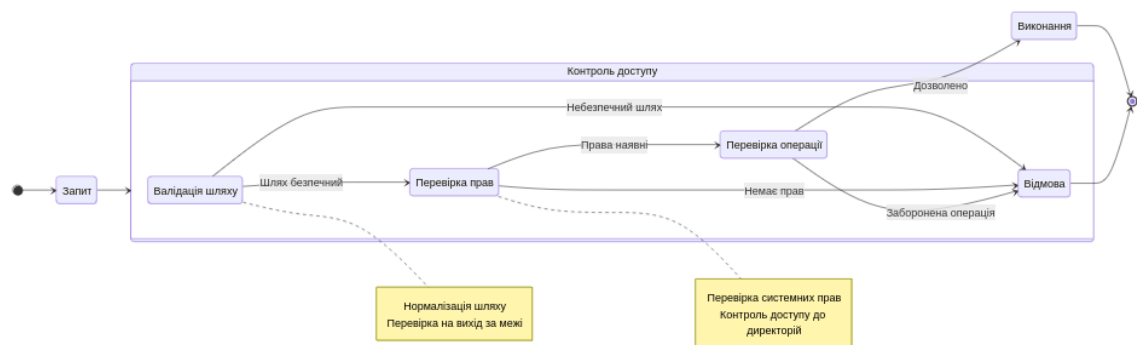 Виконання
Контроль доступу
Дозволено
Небезпечний шлях
Права наявні
Перевірка операції
Запит
Валідація шляху
Шлях безпечний
Перевірка прав
Немає прав
Відмова
Заборонена операція
Нормалізація шляху
Перевірка на вихід за межі
Перевірка системних прав
Контроль доступу до
директорій